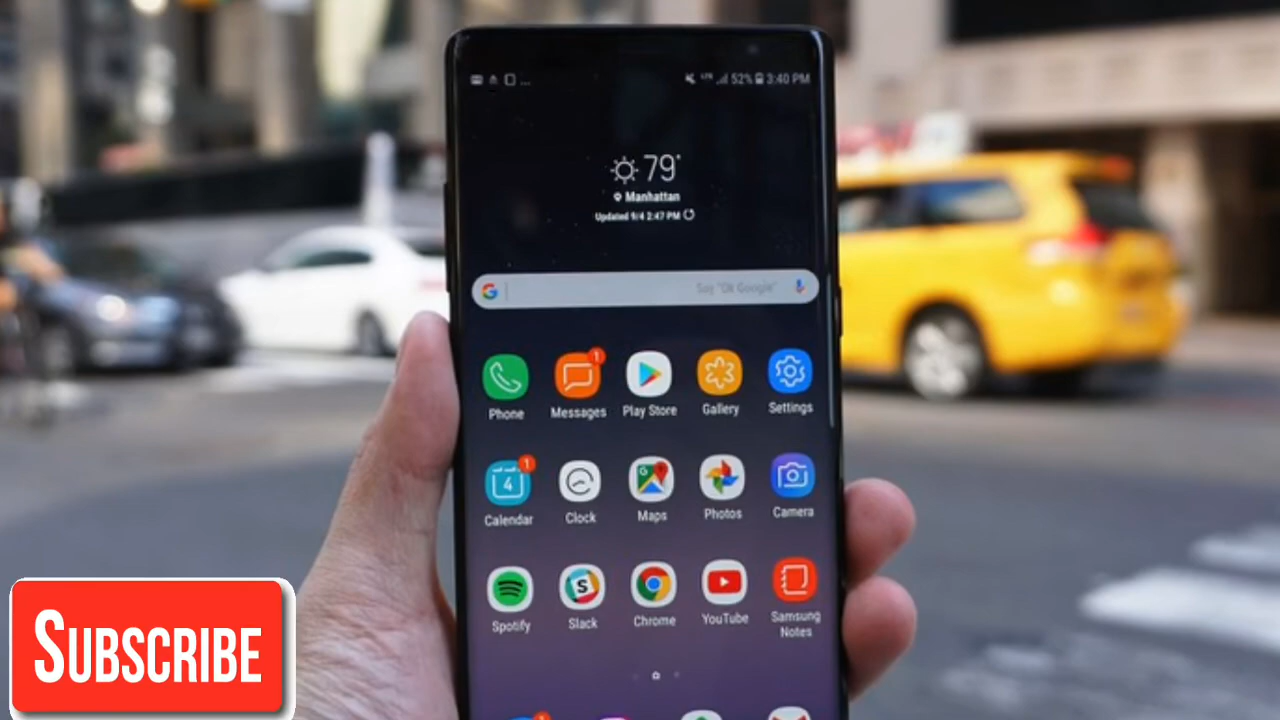 ... LTE 52% 3:40 PM
79°
Manhattan
Updated 9/4 2:47 PM
G Say "Ok Google"
1
Phone Messages Play Store Gallery Settings
1
4 G
Calendar Clock Maps Photos Camera
S
Spotify Slack Chrome YouTube Samsung Notes
SUBSCRIBE